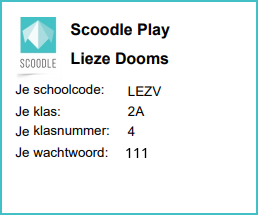 Scoodle Play
SCOODLE
Lieze Dooms
Je schoolcode: LEZV
Je klas: 2A
Je klasnummer: 4
Je wachtwoord: 111